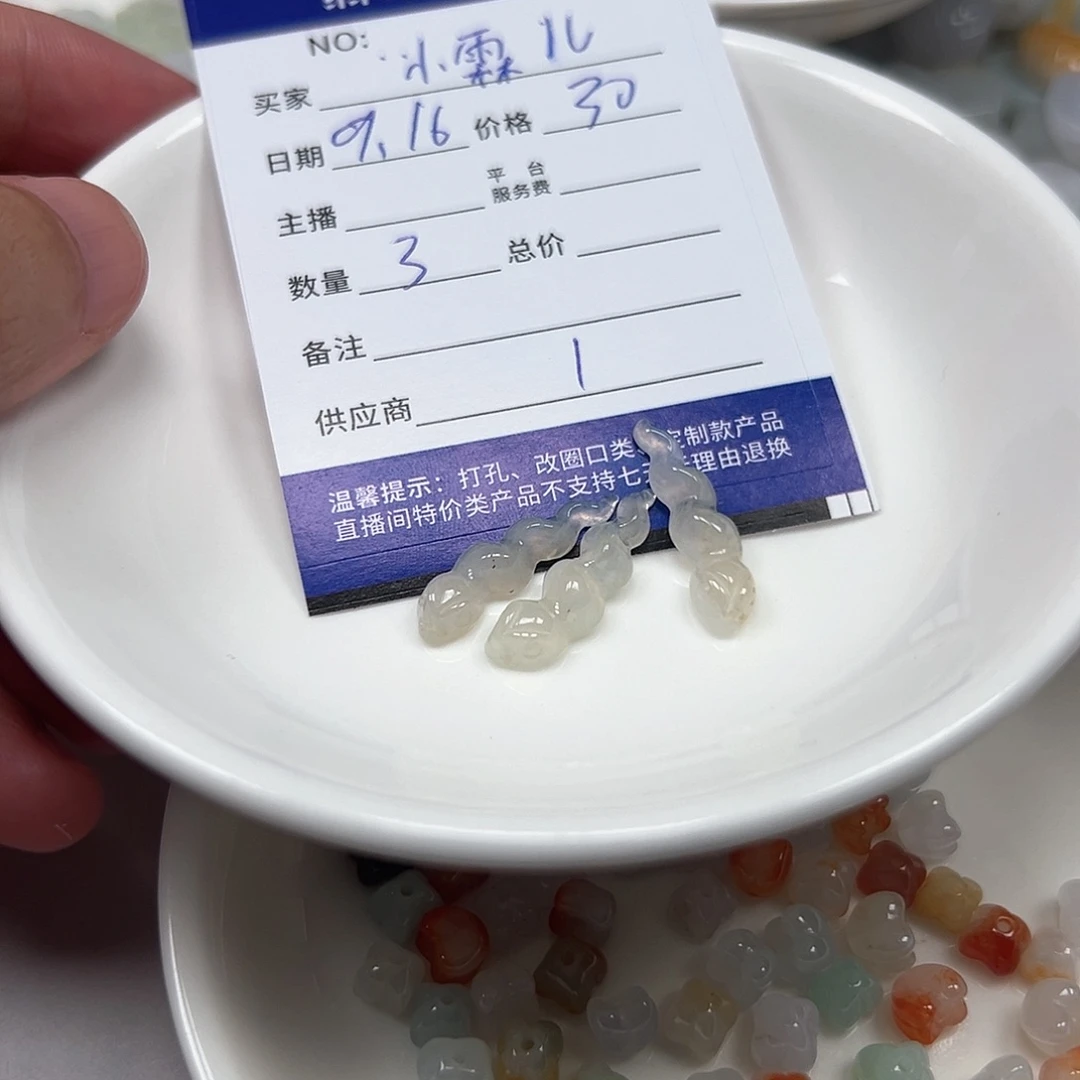 NO:
买家 小霖儿
日期 9.16 价格 30
主播 平台服务费
数量 3 总价
备注
供应商 1
温馨提示：打孔、改圈口类、定制款产品
直播间特价类产品不支持七天无理由退换